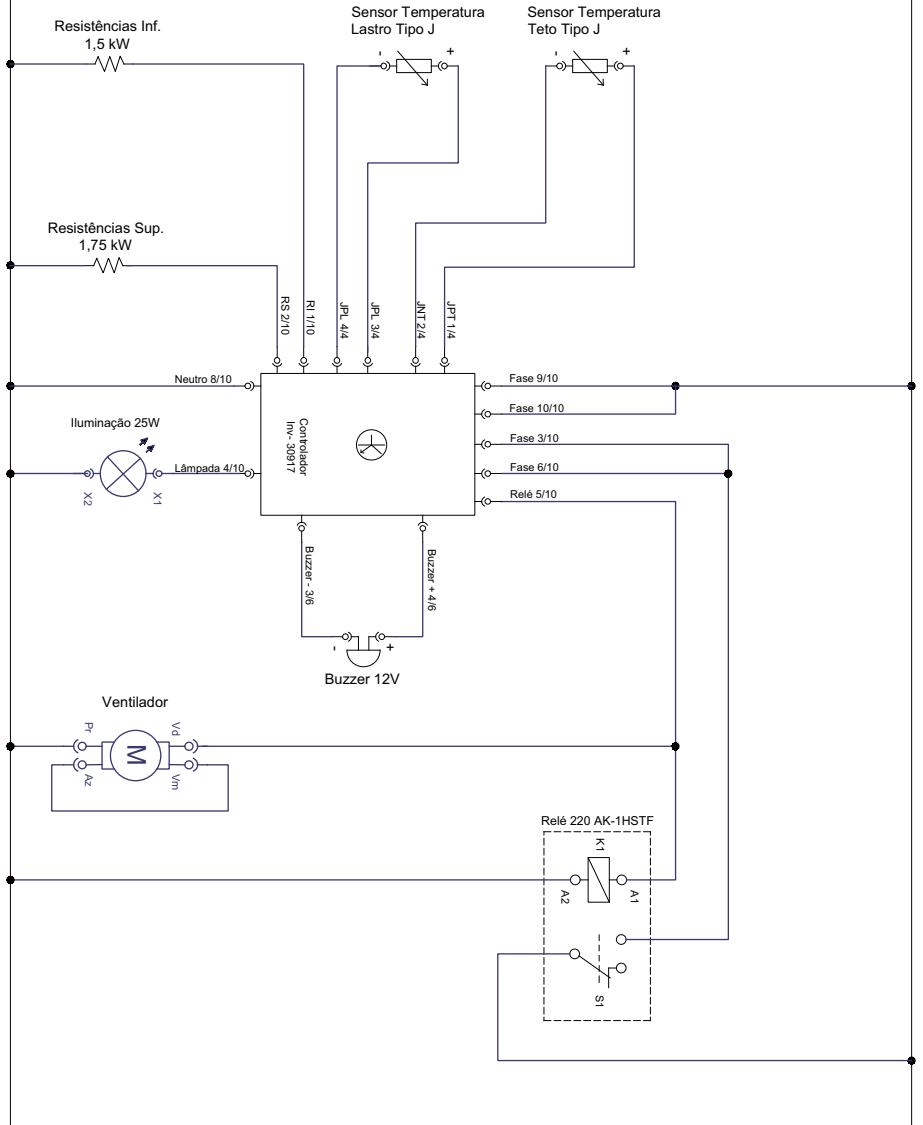 Resistências Inf.
1,5 kW
Sensor Temperatura
Lastro Tipo J
- +
Sensor Temperatura
Teto Tipo J
- +
Resistências Sup.
1,75 kW
RS 2/10
RI 1/10
JPL 4/4
JPL 3/4
JNT 2/4
JPT 1/4
Neutro 8/10
Fase 9/10
Fase 10/10
Iluminação 25W
Controlador
Inv- 30917
Fase 3/10
Lâmpada 4/10
Fase 6/10
X2
X1
Relé 5/10
Buzzer - 3/6
Buzzer + 4/6
- +
Buzzer 12V
Ventilador
Pr
Vd
M
Az
Vm
Relé 220 AK-1HSTF
K1
A2
A1
S1